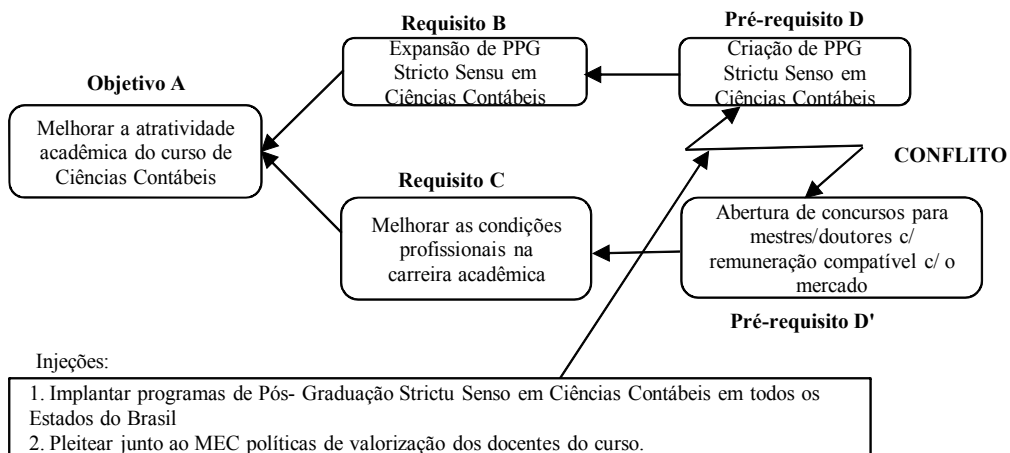 Requisito B
Pré-requisito D
Expansão de PPG
Stricto Sensu em
Ciências Contábeis
Criação de PPG
Strictu Senso em
Ciências Contábeis
Objetivo A
Melhorar a atratividade
acadêmica do curso de
Ciências Contábeis
CONFLITO
Requisito C
Melhorar as condições
profissionais na
carreira acadêmica
Abertura de concursos para
mestres/doutores c/
remuneração compatível c/ o
mercado
Pré-requisito D'
Injeções:
1. Implantar programas de Pós- Graduação Strictu Senso em Ciências Contábeis em todos os
Estados do Brasil
2. Pleitear junto ao MEC políticas de valorização dos docentes do curso.